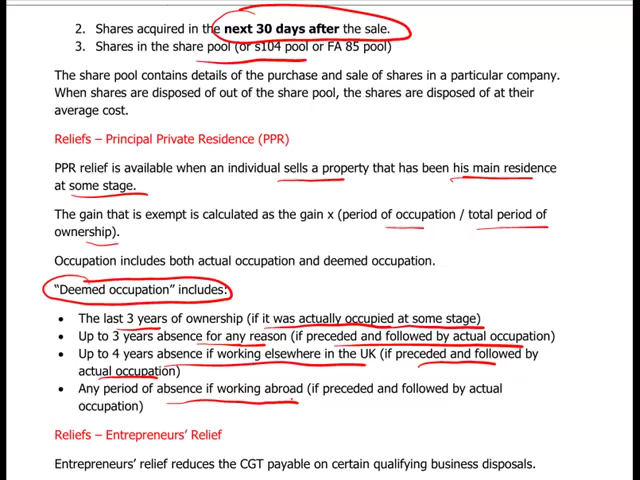 2. Shares acquired in the next 30 days after the sale.
3. Shares in the share pool (or s104 pool or FA 85 pool)
The share pool contains details of the purchase and sale of shares in a particular company.
When shares are disposed of out of the share pool, the shares are disposed of at their
average cost.
Reliefs – Principal Private Residence (PPR)
PPR relief is available when an individual sells a property that has been his main residence
at some stage.
The gain that is exempt is calculated as the gain x (period of occupation / total period of
ownership).
Occupation includes both actual occupation and deemed occupation.
“Deemed occupation” includes:
• The last 3 years of ownership (if it was actually occupied at some stage)
• Up to 3 years absence for any reason (if preceded and followed by actual occupation)
• Up to 4 years absence if working elsewhere in the UK (if preceded and followed by
actual occupation)
• Any period of absence if working abroad (if preceded and followed by actual
occupation)
Reliefs – Entrepreneurs’ Relief
Entrepreneurs’ relief reduces the CGT payable on certain qualifying business disposals.